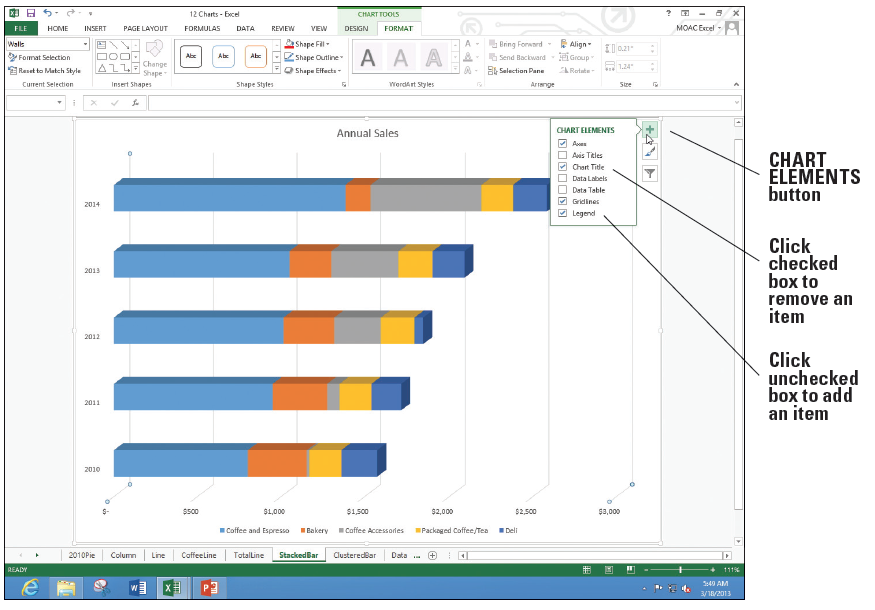 12 Charts - Excel
CHART TOOLS
?
FILE HOME INSERT PAGE LAYOUT FORMULAS DATA REVIEW VIEW DESIGN FORMAT
MOAC Excel
Walls
Format Selection
Reset to Match Style
Current Selection
Change
Shape
Insert Shapes
Abc Abc Abc
Shape Fill
Shape Outline
Shape Effects
Shape Styles
A A A
WordArt Styles
Bring Forward
Send Backward
Selection Pane
Align
Group
Rotate
Arrange
0,21"
1,24"
Size
fx
Annual Sales
CHART ELEMENTS
Axes
Axis Titles
Chart Title
Data Labels
Data Table
Gridlines
Legend
2014
2013
2012
2011
2010
$- $500 $1,000 $1,500 $2,000 $2,500 $3,000
Coffee and Espresso Bakery Coffee Accessories Packaged Coffee/Tea Deli
2010Pie Column Line CoffeeLine TotalLine StackedBar ClusteredBar Data ...
READY
111%
5:49 AM
3/18/2013
CHART
ELEMENTS
button
Click
checked
box to
remove an
item
Click
unchecked
box to add
an item